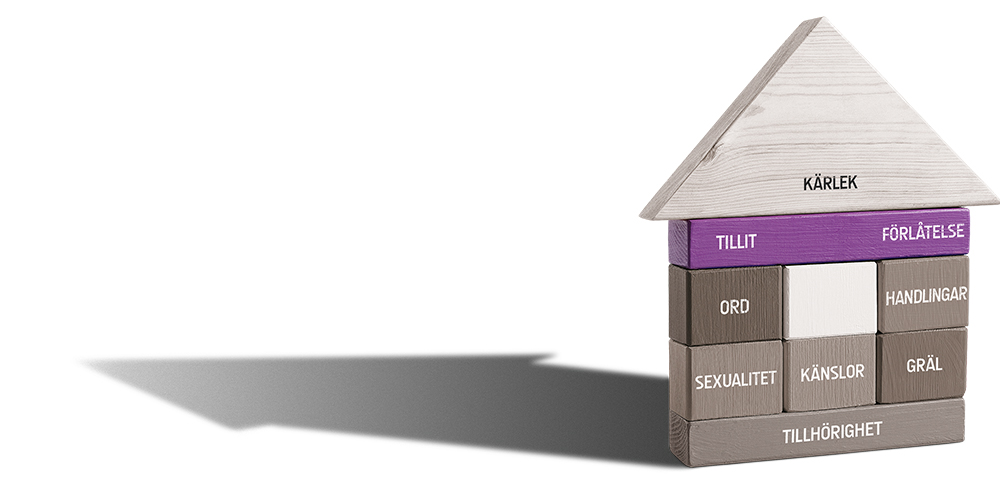 KÄRLEK
TILLIT FÖRLÅTELSE
ORD HANDLINGAR
SEXUALITET KÄNSLOR GRÄL
TILLHÖRIGHET